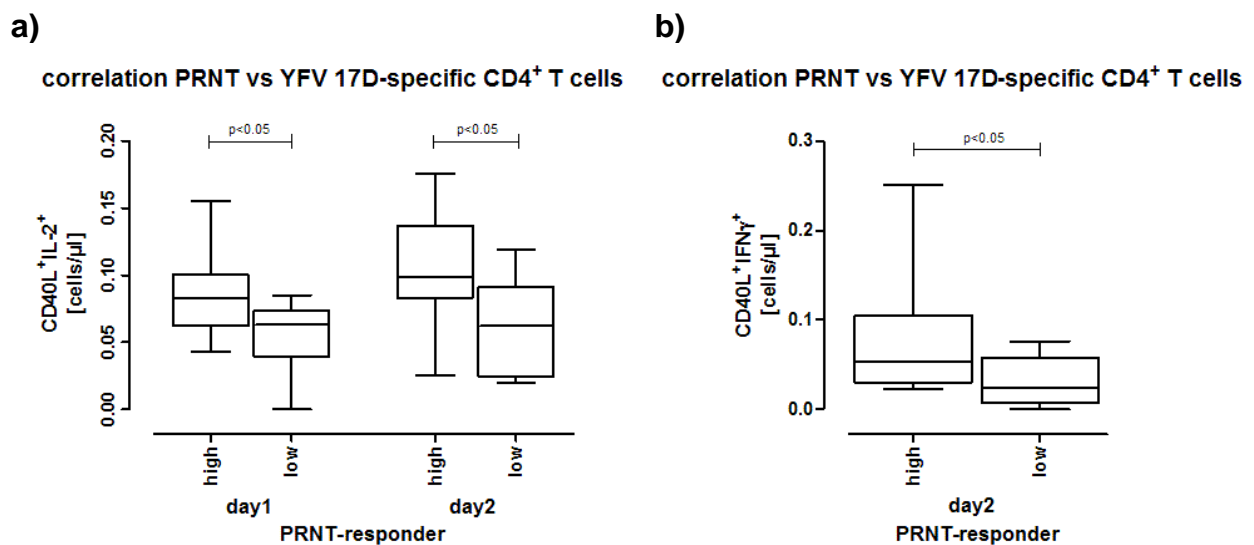 a)
correlation PRNT vs YFV 17D-specific CD4⁺ T cells
CD40L⁺IL-2⁺
[cells/µl]
0.20
0.15
0.10
0.05
0.00
p<0.05
p<0.05
high
low
high
low
day1
day2
PRNT-responder
b)
correlation PRNT vs YFV 17D-specific CD4⁺ T cells
CD40L⁺IFNγ⁺
[cells/µl]
0.3
0.2
0.1
0.0
p<0.05
high
low
day2
PRNT-responder